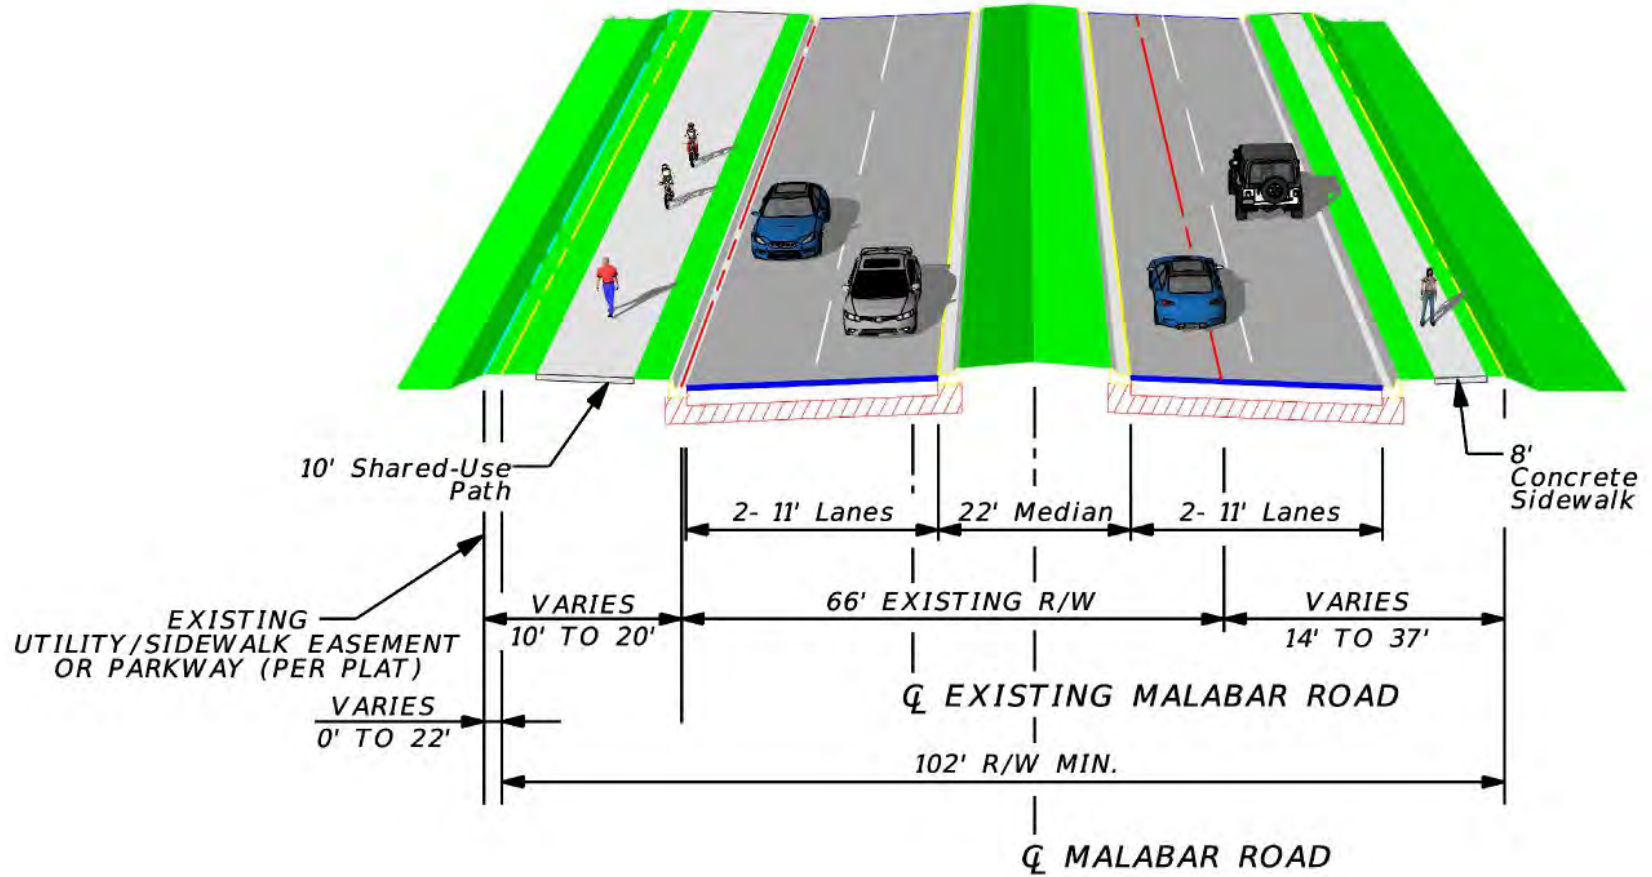 10' Shared-Use
Path
8'
Concrete
Sidewalk
2- 11' Lanes
22' Median
2- 11' Lanes
EXISTING
UTILITY/SIDEWALK EASEMENT
OR PARKWAY (PER PLAT)
VARIES
10' TO 20'
66' EXISTING R/W
VARIES
14' TO 37'
℄ EXISTING MALABAR ROAD
VARIES
0' TO 22'
102' R/W MIN.
℄ MALABAR ROAD